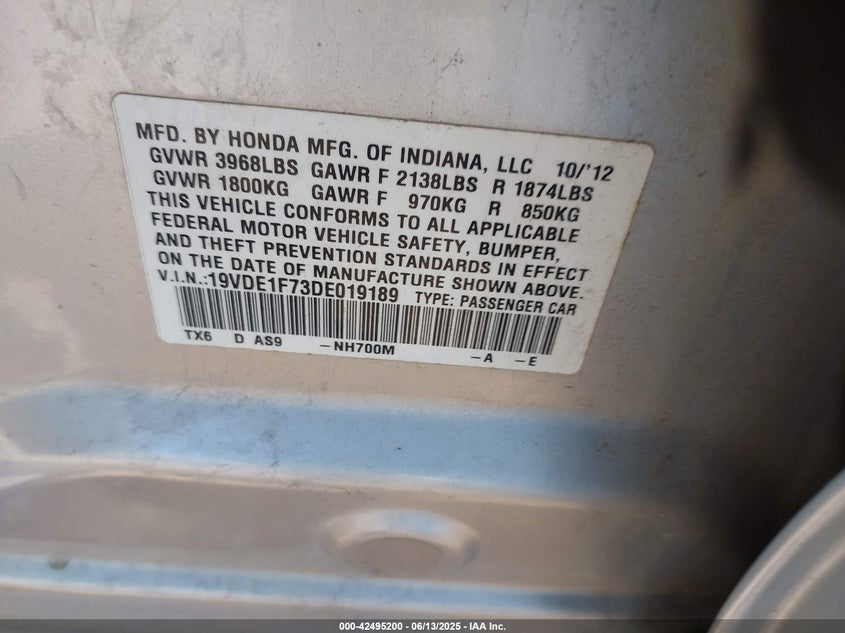 MFD. BY HONDA MFG. OF INDIANA, LLC 10/'12
GVWR 3968LBS GAWR F 2138LBS R 1874LBS
GVWR 1800KG GAWR F 970KG R 850KG
THIS VEHICLE CONFORMS TO ALL APPLICABLE
FEDERAL MOTOR VEHICLE SAFETY, BUMPER,
AND THEFT PREVENTION STANDARDS IN EFFECT
ON THE DATE OF MANUFACTURE SHOWN ABOVE.
V.I.N.:19VDE1F73DE019189 TYPE: PASSENGER CAR
TX6 D AS9 -NH700M -A -E
000-42495200 - 06/13/2025 - IAA Inc.